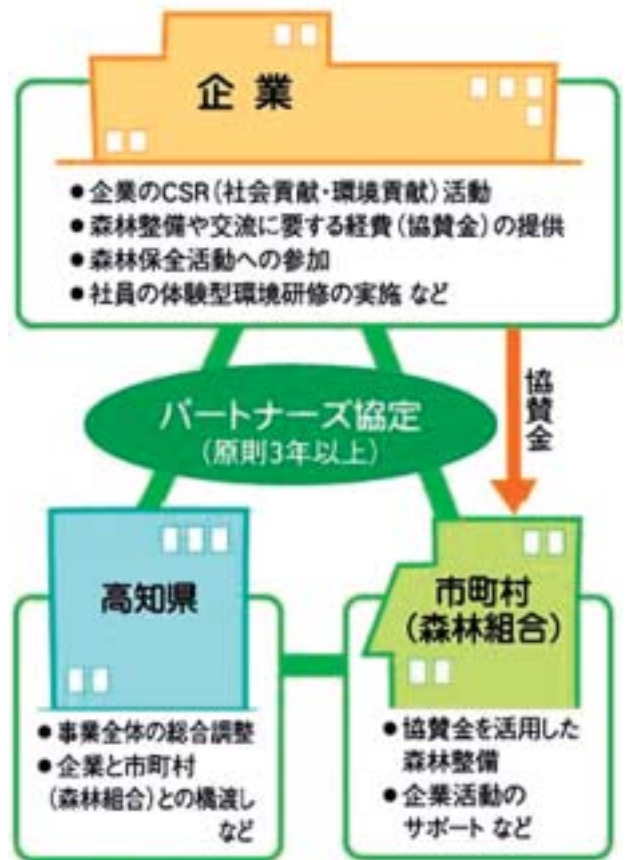 企業
●企業のCSR(社会貢献・環境貢献)活動
●森林整備や交流に要する経費(協賛金)の提供
●森林保全活動への参加
●社員の体験型環境研修の実施 など
パートナーズ協定
(原則3年以上)
協賛金
高知県
●事業全体の総合調整
●企業と市町村
(森林組合)との橋渡し
など
市町村
(森林組合)
●協賛金を活用した
森林整備
●企業活動の
サポート など